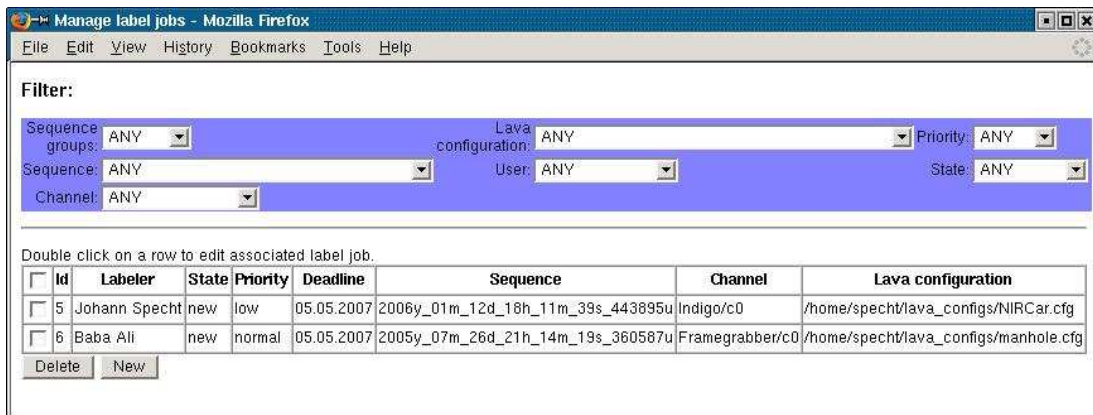 Manage label jobs - Mozilla Firefox
File Edit View History Bookmarks Tools Help
Filter:
Sequence groups: ANY Lava configuration: ANY Priority: ANY
Sequence: ANY User: ANY State: ANY
Channel: ANY
Double click on a row to edit associated label job.
Id Labeler State Priority Deadline Sequence Channel Lava configuration
5 Johann Specht new low 05.05.2007 2006y_01m_12d_18h_11m_39s_443895u Indigo/c0 /home/specht/lava_configs/NIRCar.cfg
6 Baba Ali new normal 05.05.2007 2005y_07m_26d_21h_14m_19s_360587u Framegrabber/c0 /home/specht/lava_configs/manhole.cfg
Delete New